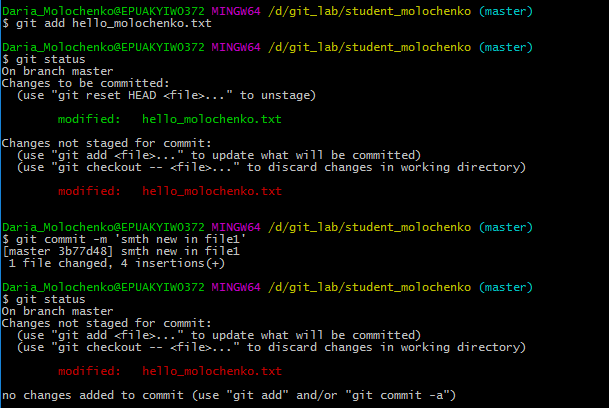 Daria_Molochenko@EPUAKYIW0372 MINGW64 /d/git_lab/student_molochenko (master)
$ git add hello_molochenko.txt
Daria_Molochenko@EPUAKYIW0372 MINGW64 /d/git_lab/student_molochenko (master)
$ git status
On branch master
Changes to be committed:
  (use "git reset HEAD <file>..." to unstage)
        modified:   hello_molochenko.txt
Changes not staged for commit:
  (use "git add <file>..." to update what will be committed)
  (use "git checkout -- <file>..." to discard changes in working directory)
        modified:   hello_molochenko.txt
Daria_Molochenko@EPUAKYIW0372 MINGW64 /d/git_lab/student_molochenko (master)
$ git commit -m 'smth new in file1'
[master 3b77d48] smth new in file1
 1 file changed, 4 insertions(+)
Daria_Molochenko@EPUAKYIW0372 MINGW64 /d/git_lab/student_molochenko (master)
$ git status
On branch master
Changes not staged for commit:
  (use "git add <file>..." to update what will be committed)
  (use "git checkout -- <file>..." to discard changes in working directory)
        modified:   hello_molochenko.txt
no changes added to commit (use "git add" and/or "git commit -a")